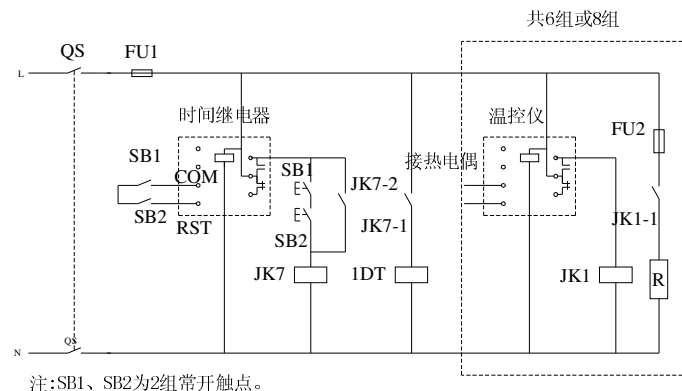 共6组或8组
QS
FU1
L
时间继电器
温控仪
FU2
SB1
COM
SB1
JK7-2
接热电偶
SB2
RST
JK7-1
JK1-1
SB2
JK7
1DT
JK1
R
QS
N
注:SB1、SB2为2组常开触点。